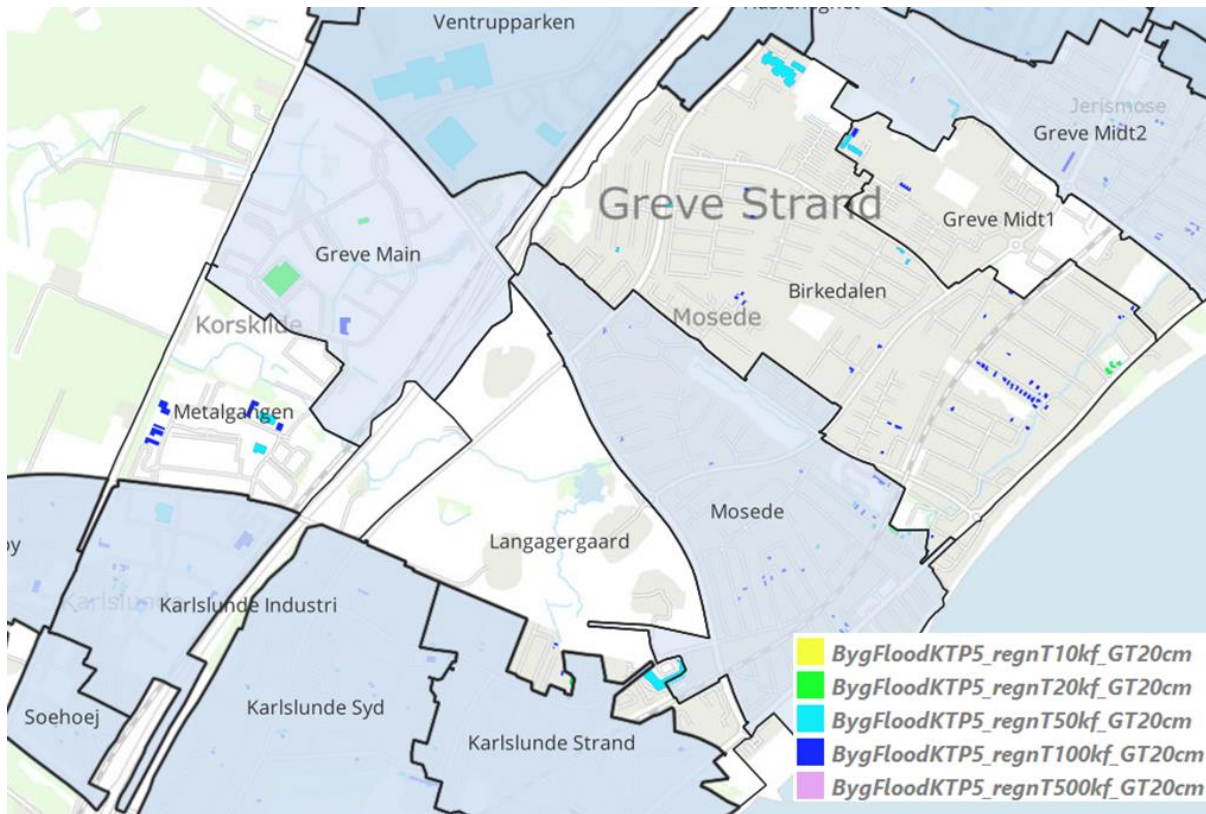 Ventrupparken
Jerismose
Greve Midt2
Greve Strand
Greve Midt1
Greve Main
Birkedalen
Korskilde
Mosede
Metalgangen
Mosede
Langagergaard
Karlslunde
Karlslunde Industri
Soehoej
Karlslunde Syd
Karlslunde Strand
BygFloodKTP5_regnT10kf_GT20cm
BygFloodKTP5_regnT20kf_GT20cm
BygFloodKTP5_regnT50kf_GT20cm
BygFloodKTP5_regnT100kf_GT20cm
BygFloodKTP5_regnT500kf_GT20cm